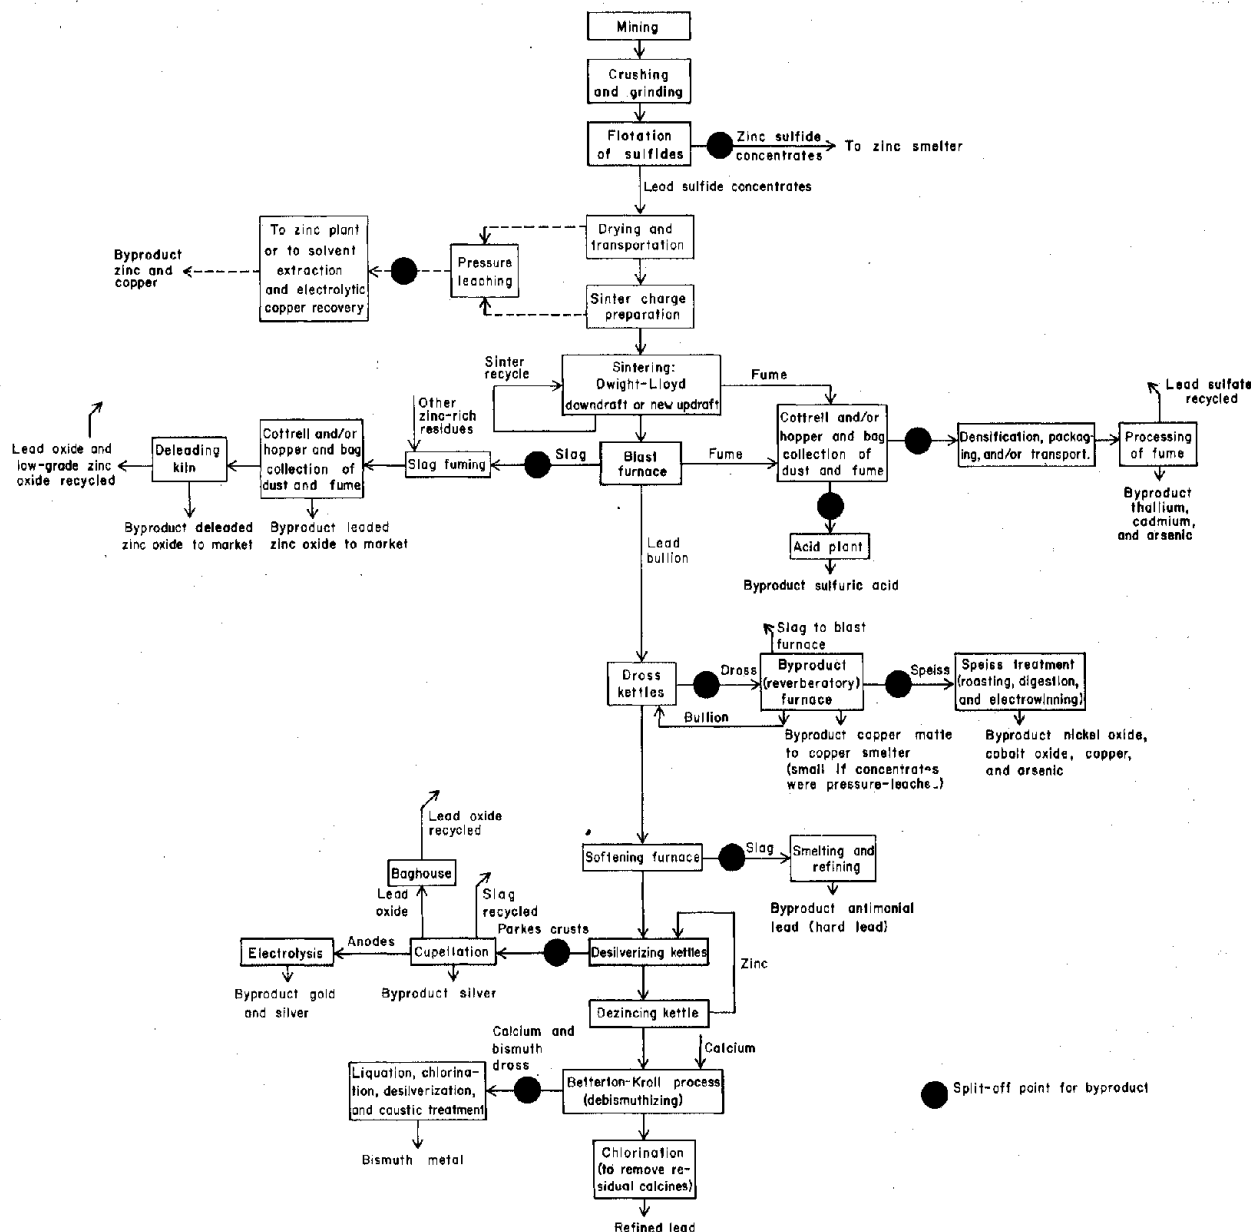 Mining
Crushing
and grinding
Flotation
of sulfides
Zinc sulfide
concentrates
To zinc smelter
Lead sulfide concentrates
Drying and
transportation
Pressure
leaching
To zinc plant
or to solvent
extraction
and electrolytic
copper recovery
Byproduct
zinc and
copper
Sinter charge
preparation
Sinter
recycle
Sintering:
Dwight-Lloyd
downdraft or new updraft
Fume
Cottrell and/or
hopper and bag
collection of
dust and fume
Densification, packag-
ing, and/or transport.
Processing
of fume
Lead sulfate
recycled
Byproduct
thallium,
cadmium,
and arsenic
Blast
furnace
Fume
Slag
Slag fuming
Other
zinc-rich
residues
Cottrell and/or
hopper and bag
collection of
dust and fume
Deleading
kiln
Lead oxide and
low-grade zinc
oxide recycled
Byproduct deleaded
zinc oxide to market
Byproduct leaded
zinc oxide to market
Acid plant
Byproduct sulfuric acid
Lead
bullion
Slag to blast
furnace
Dross
kettles
Dross
Byproduct
(reverberatory)
furnace
Speiss
Speiss treatment
(roasting, digestion,
and electrowinning)
Bullion
Byproduct copper matte
to copper smelter
(small if concentrates
were pressure-leached)
Byproduct nickel oxide,
cobalt oxide, copper,
and arsenic
Lead oxide
recycled
Softening furnace
Slag
Smelting and
refining
Byproduct antimonial
lead (hard lead)
Baghouse
Lead
oxide
Slag
recycled
Parkes crusts
Desilverizing kettles
Cupellation
Anodes
Electrolysis
Byproduct gold
and silver
Byproduct silver
Zinc
Dezincing kettle
Calcium and
bismuth
dross
Calcium
Betterton-Kroll process
(debismuthizing)
Liquation, chlorina-
tion, desilverization,
and caustic treatment
Bismuth metal
Split-off point for byproduct
Chlorination
(to remove re-
sidual calcines)
Refined lead